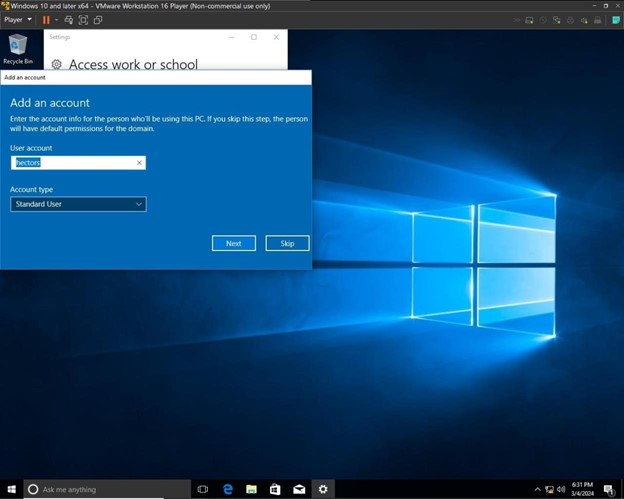 Windows 10 and later x64 - VMware Workstation 16 Player (Non-commercial use only)
Player
Recycle Bin
Settings
Access work or school
Add an account
Add an account
Enter the account info for the person who'll be using this PC. If you skip this step, the person
will have default permissions for the domain.
User account
hectors
Account type
Standard User
Next
Skip
Ask me anything
6:31 PM
3/4/2024